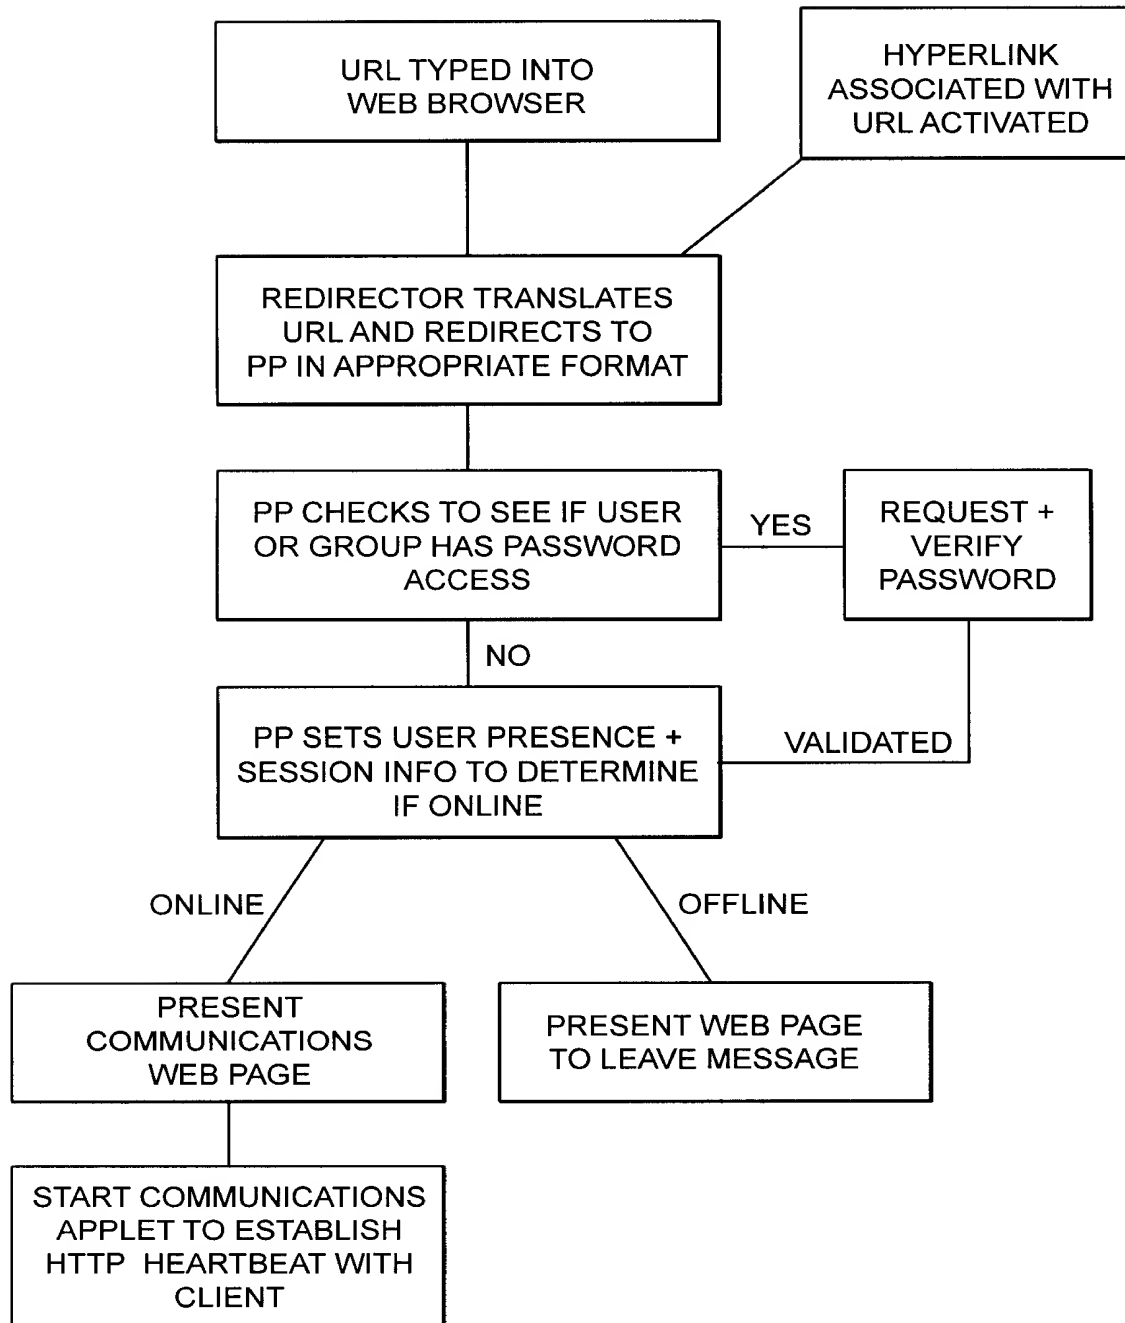 URL TYPED INTO
WEB BROWSER
HYPERLINK
ASSOCIATED WITH
URL ACTIVATED
REDIRECTOR TRANSLATES
URL AND REDIRECTS TO
PP IN APPROPRIATE FORMAT
PP CHECKS TO SEE IF USER
OR GROUP HAS PASSWORD
ACCESS
YES
REQUEST +
VERIFY
PASSWORD
NO
PP SETS USER PRESENCE +
SESSION INFO TO DETERMINE
IF ONLINE
VALIDATED
ONLINE
OFFLINE
PRESENT
COMMUNICATIONS
WEB PAGE
PRESENT WEB PAGE
TO LEAVE MESSAGE
START COMMUNICATIONS
APPLET TO ESTABLISH
HTTP HEARTBEAT WITH
CLIENT